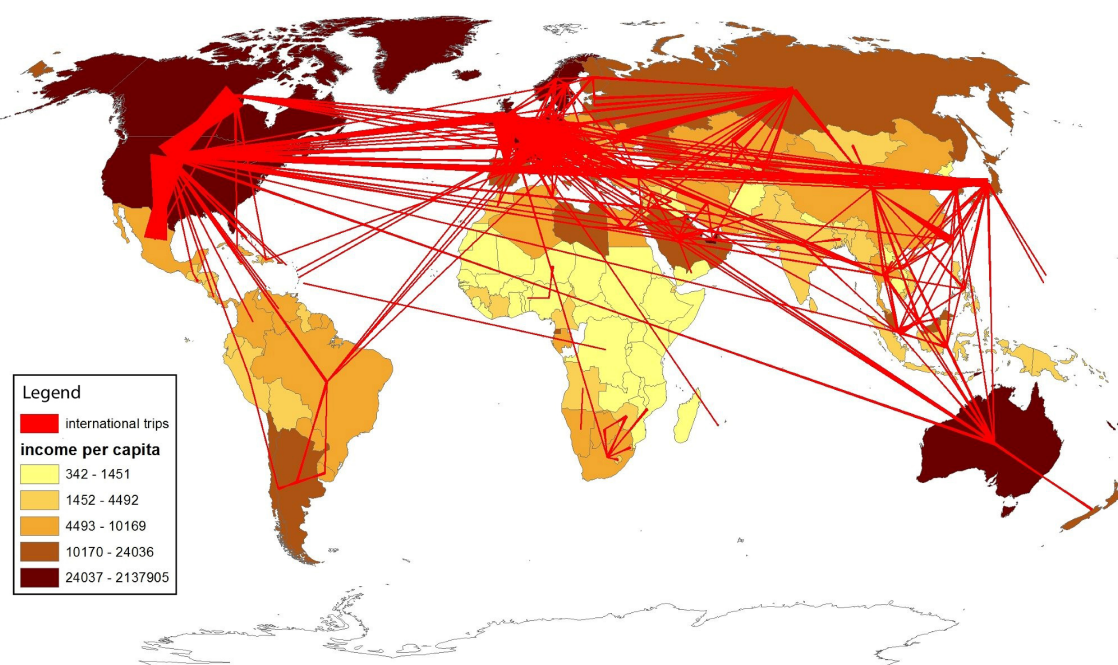 Legend
international trips
income per capita
342 - 1451
1452 - 4492
4493 - 10169
10170 - 24036
24037 - 2137905